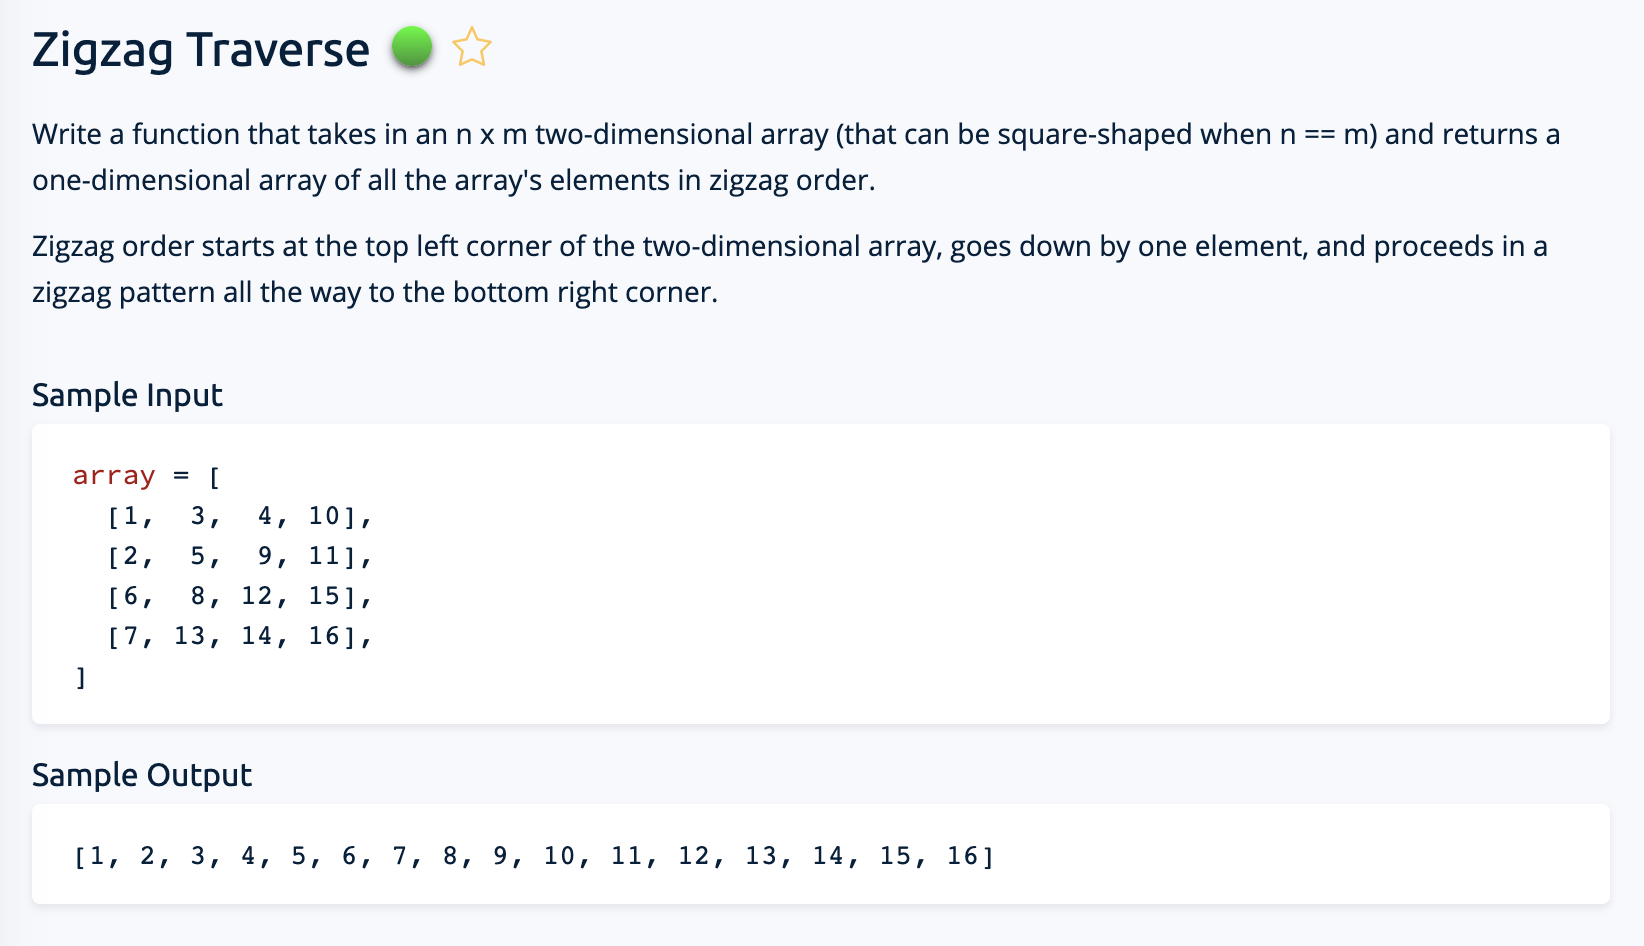 Zigzag Traverse
Write a function that takes in an n x m two-dimensional array (that can be square-shaped when n == m) and returns a
one-dimensional array of all the array's elements in zigzag order.
Zigzag order starts at the top left corner of the two-dimensional array, goes down by one element, and proceeds in a
zigzag pattern all the way to the bottom right corner.
Sample Input
array = [
  [1,  3,  4, 10],
  [2,  5,  9, 11],
  [6,  8, 12, 15],
  [7, 13, 14, 16],
]
Sample Output
[1, 2, 3, 4, 5, 6, 7, 8, 9, 10, 11, 12, 13, 14, 15, 16]